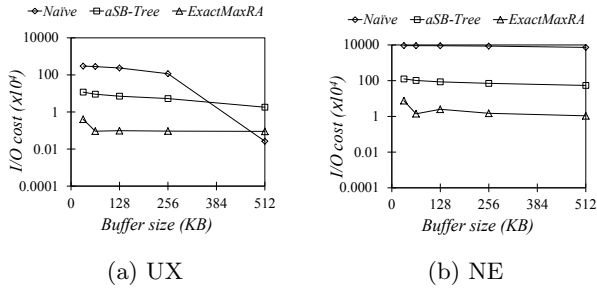 Naïve aSB-Tree ExactMaxRA
10000
100
1
0.01
0.0001
I/O cost (x10⁴)
0 128 256 384 512
Buffer size (KB)
(a) UX
Naïve aSB-Tree ExactMaxRA
10000
100
1
0.01
0.0001
I/O cost (x10⁴)
0 128 256 384 512
Buffer size (KB)
(b) NE